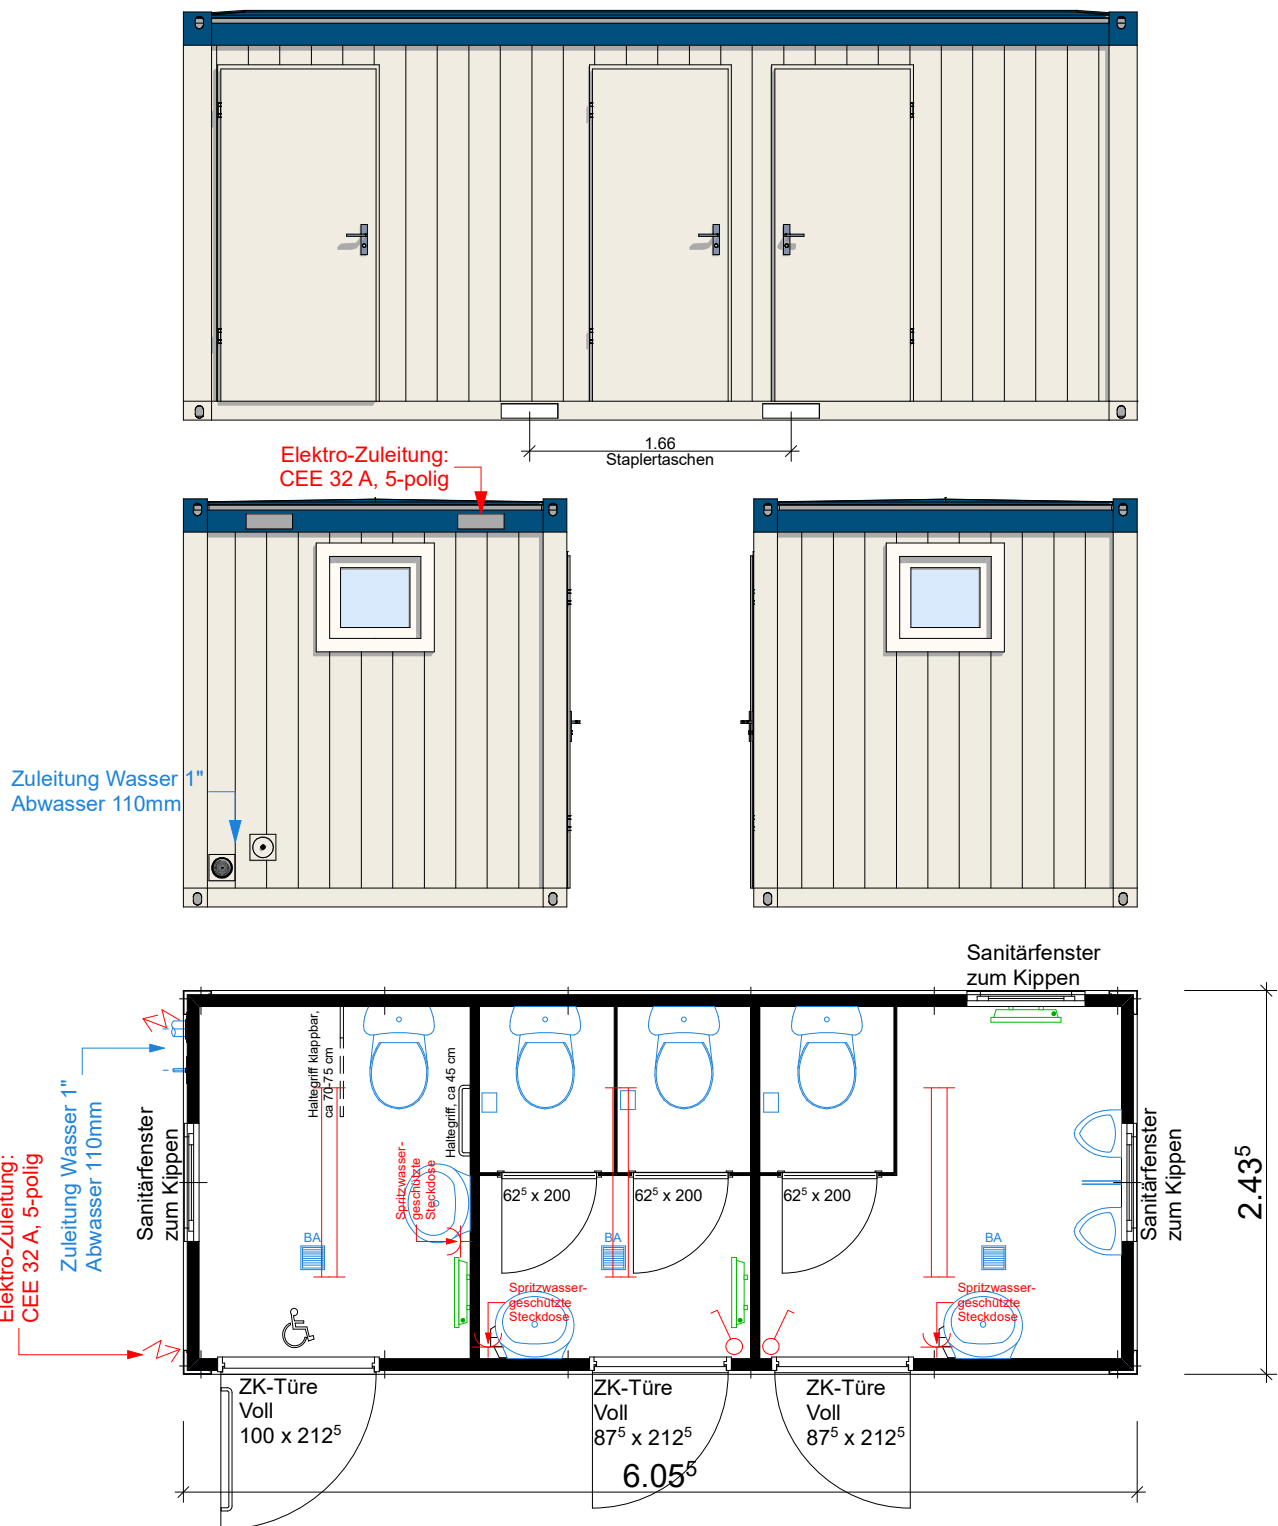 1.66
Staplertaschen
Elektro-Zuleitung:
CEE 32 A, 5-polig
Zuleitung Wasser 1"
Abwasser 110mm
Sanitärfenster
zum Kippen
Haltegriff klappbar,
ca 70-75 cm
Haltegriff, ca 45 cm
Zuleitung Wasser 1"
Abwasser 110mm
Sanitärfenster
zum Kippen
Elektro-Zuleitung:
CEE 32 A, 5-polig
Spritzwasser-
geschützte
Steckdose
62⁵ x 200
62⁵ x 200
62⁵ x 200
Sanitärfenster
zum Kippen
2.43⁵
BA
BA
BA
Spritzwasser-
geschützte
Steckdose
Spritzwasser-
geschützte
Steckdose
ZK-Türe
Voll
100 x 212⁵
ZK-Türe
Voll
87⁵ x 212⁵
ZK-Türe
Voll
87⁵ x 212⁵
6.05⁵